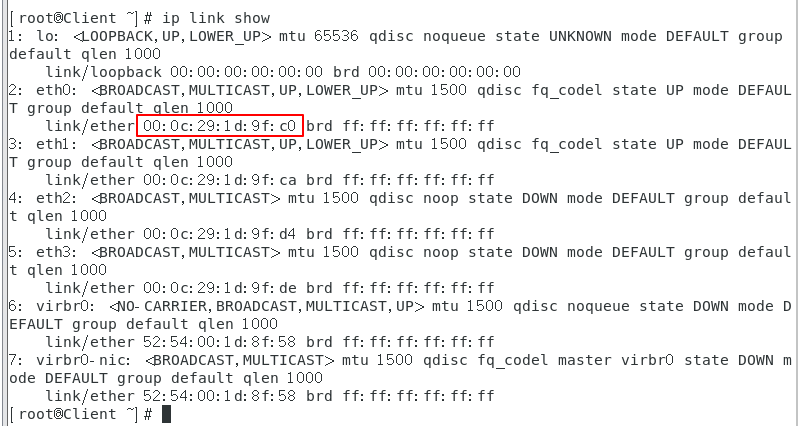 [root@Client ~]# ip link show
1: lo: <LOOPBACK,UP,LOWER_UP> mtu 65536 qdisc noqueue state UNKNOWN mode DEFAULT group
default qlen 1000
    link/loopback 00:00:00:00:00:00 brd 00:00:00:00:00:00
2: eth0: <BROADCAST,MULTICAST,UP,LOWER_UP> mtu 1500 qdisc fq_codel state UP mode DEFAUL
T group default qlen 1000
    link/ether 00:0c:29:1d:9f:c0 brd ff:ff:ff:ff:ff:ff
3: eth1: <BROADCAST,MULTICAST,UP,LOWER_UP> mtu 1500 qdisc fq_codel state UP mode DEFAUL
T group default qlen 1000
    link/ether 00:0c:29:1d:9f:ca brd ff:ff:ff:ff:ff:ff
4: eth2: <BROADCAST,MULTICAST> mtu 1500 qdisc noop state DOWN mode DEFAULT group defaul
t qlen 1000
    link/ether 00:0c:29:1d:9f:d4 brd ff:ff:ff:ff:ff:ff
5: eth3: <BROADCAST,MULTICAST> mtu 1500 qdisc noop state DOWN mode DEFAULT group defaul
t qlen 1000
    link/ether 00:0c:29:1d:9f:de brd ff:ff:ff:ff:ff:ff
6: virbr0: <NO-CARRIER,BROADCAST,MULTICAST,UP> mtu 1500 qdisc noqueue state DOWN mode D
EFAULT group default qlen 1000
    link/ether 52:54:00:1d:8f:58 brd ff:ff:ff:ff:ff:ff
7: virbr0-nic: <BROADCAST,MULTICAST> mtu 1500 qdisc fq_codel master virbr0 state DOWN m
ode DEFAULT group default qlen 1000
    link/ether 52:54:00:1d:8f:58 brd ff:ff:ff:ff:ff:ff
[root@Client ~]#